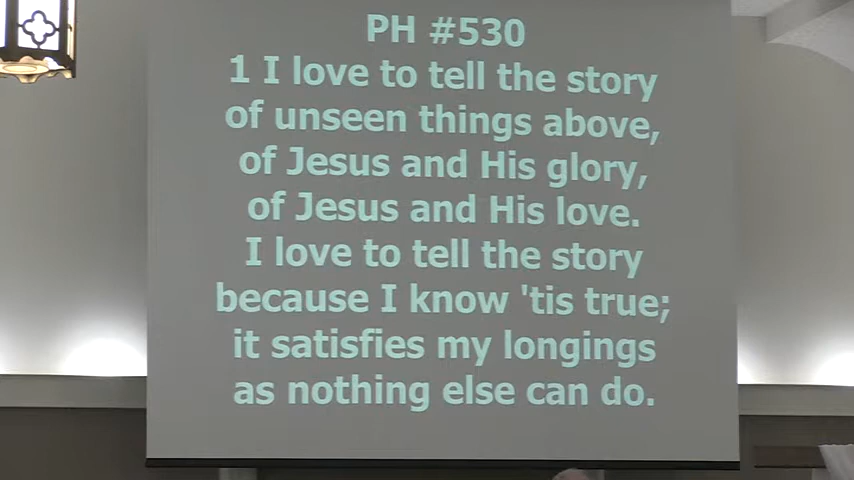 PH #530
1 I love to tell the story
of unseen things above,
of Jesus and His glory,
of Jesus and His love.
I love to tell the story
because I know 'tis true;
it satisfies my longings
as nothing else can do.